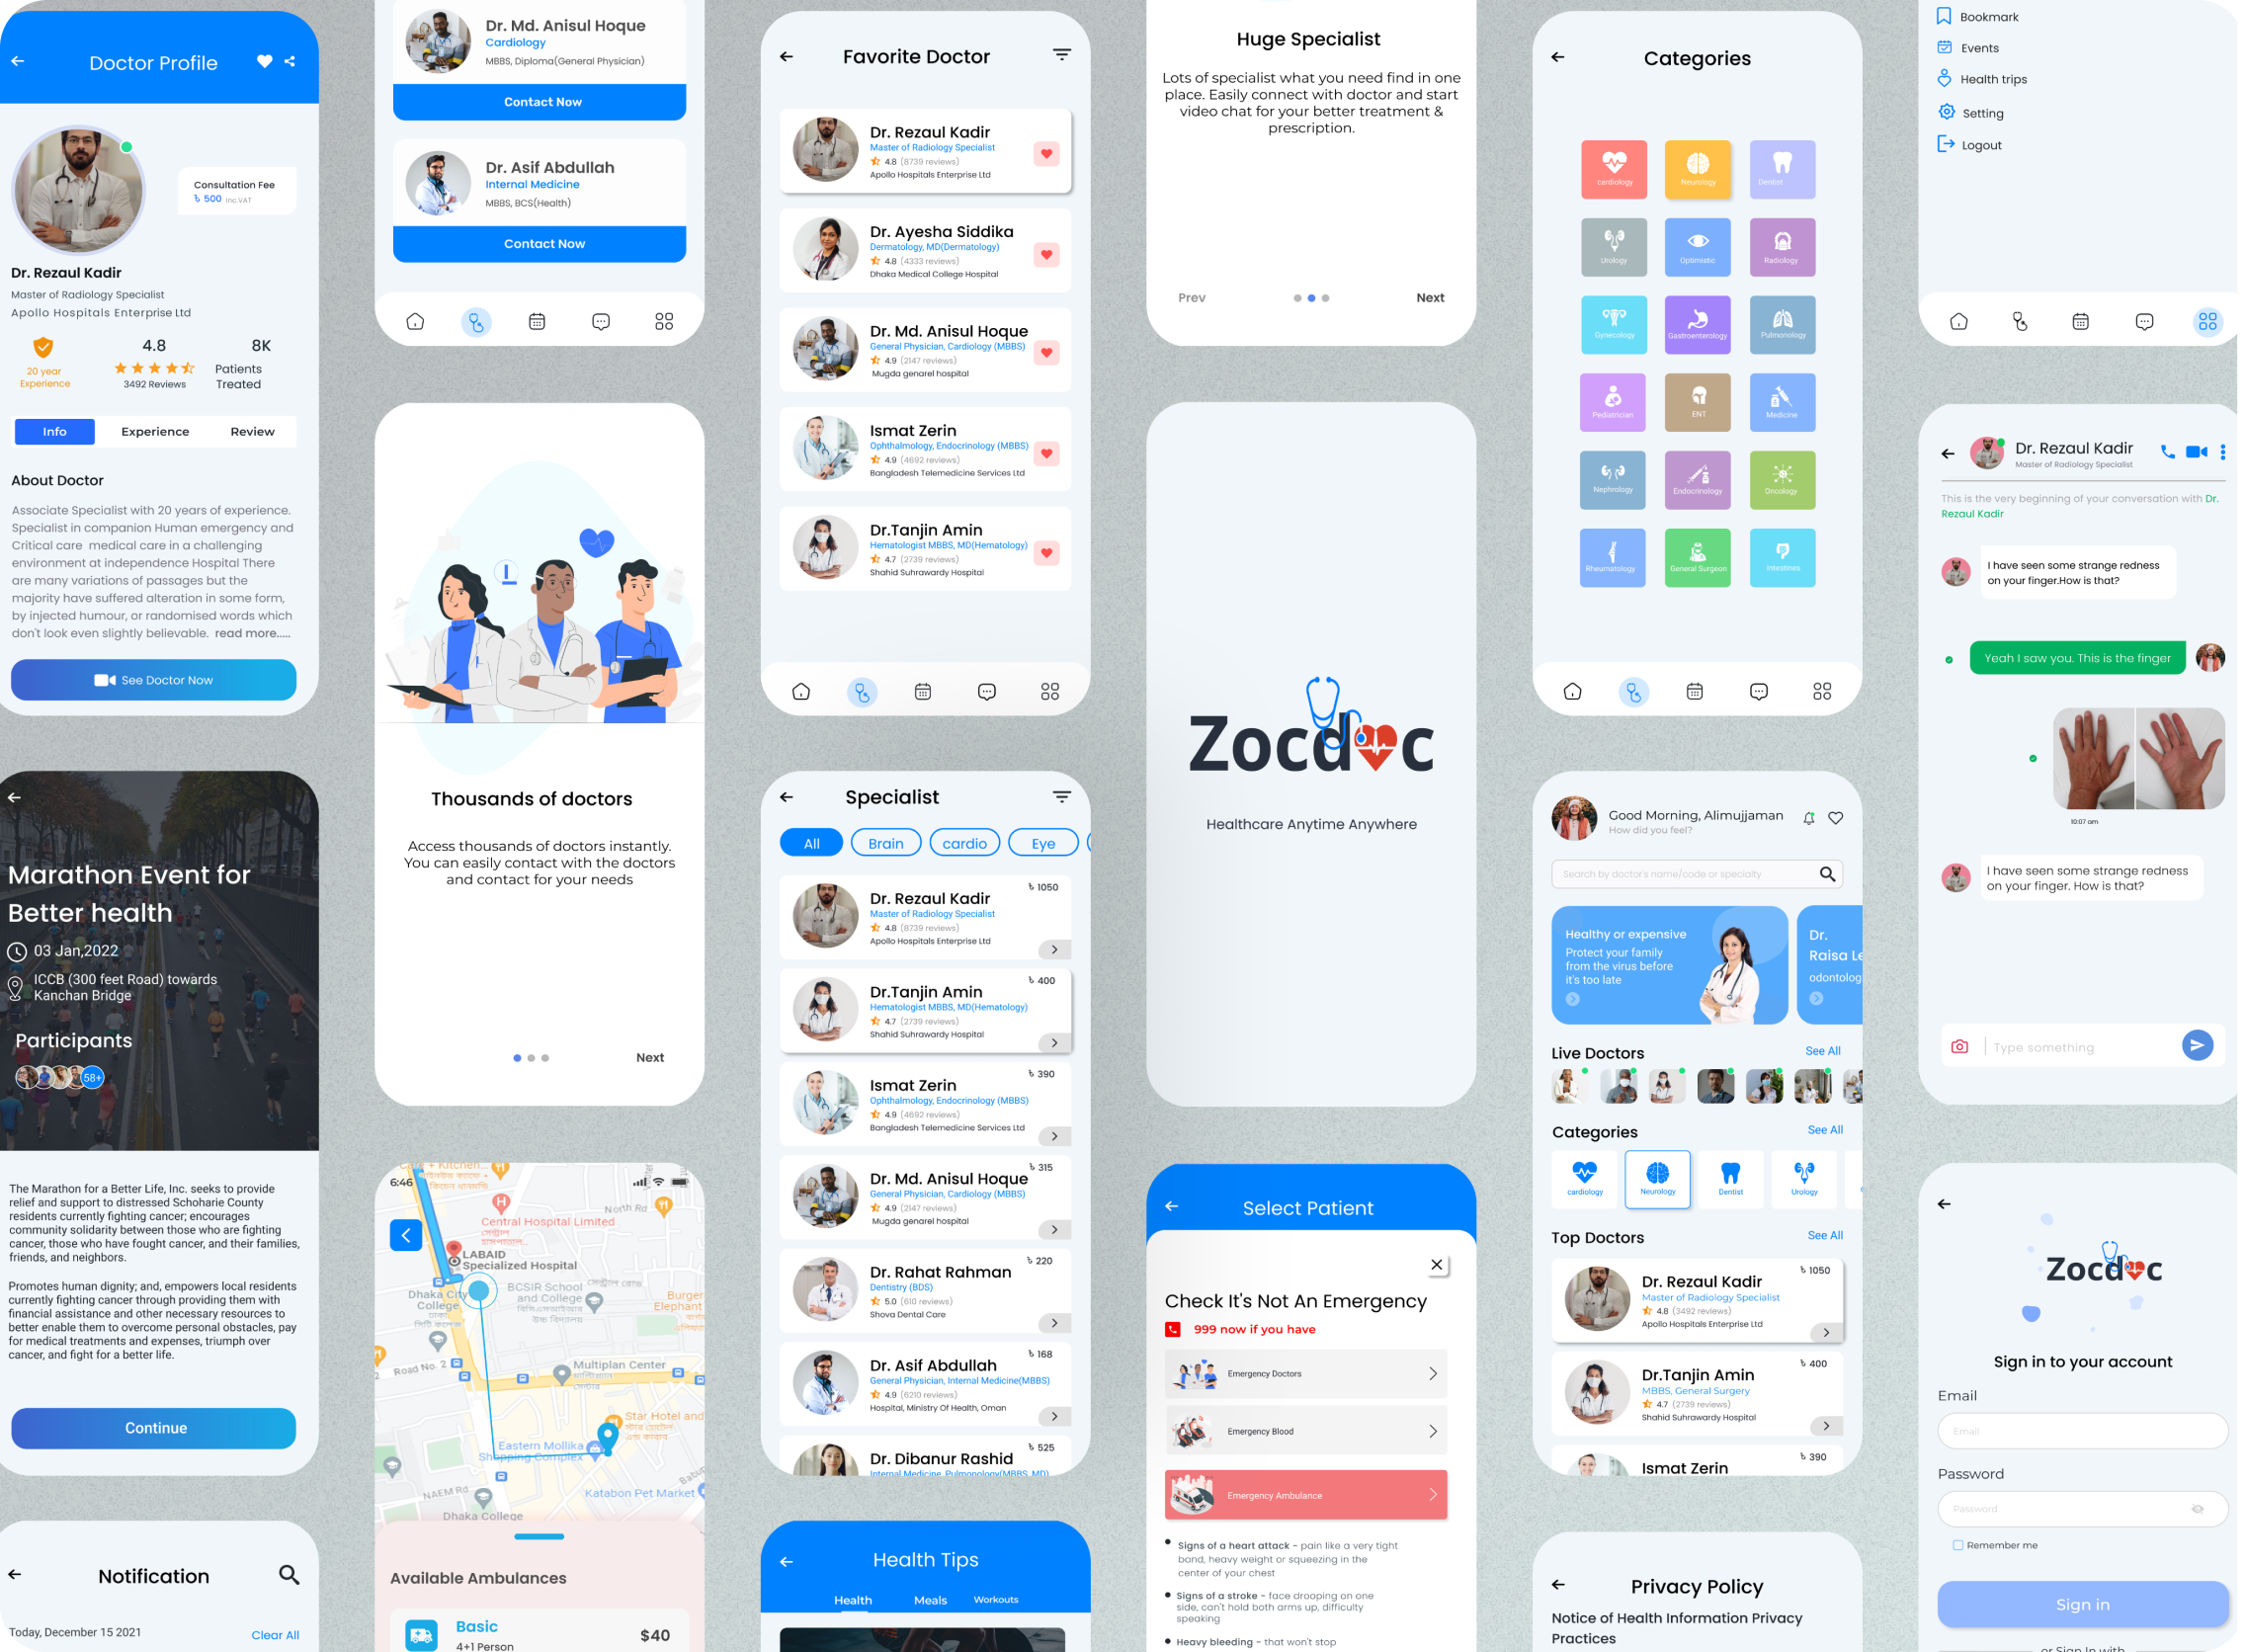 Doctor Profile
Consultation Fee
৳ 500 inc.VAT
Dr. Rezaul Kadir
Master of Radiology Specialist
Apollo Hospitals Enterprise Ltd
20 year
Experience
4.8
3492 Reviews
8K
Patients
Treated
Info
Experience
Review
About Doctor
Associate Specialist with 20 years of experience.
Specialist in companion Human emergency and
Critical care medical care in a challenging
environment at independence Hospital There
are many variations of passages but the
majority have suffered alteration in some form,
by injected humour, or randomised words which
don't look even slightly believable. read more.....
See Doctor Now
Marathon Event for
Better health
03 Jan,2022
ICCB (300 feet Road) towards
Kanchan Bridge
Participants
58+
The Marathon for a Better Life, Inc. seeks to provide
relief and support to distressed Schoharie County
residents currently fighting cancer; encourages
community solidarity between those who are fighting
cancer, those who have fought cancer, and their families,
friends, and neighbors.
Promotes human dignity; and, empowers local residents
currently fighting cancer through providing them with
financial assistance and other necessary resources to
better enable them to overcome personal obstacles, pay
for medical treatments and expenses, triumph over
cancer, and fight for a better life.
Continue
Notification
Today, December 15 2021
Clear All
Dr. Md. Anisul Hoque
Cardiology
MBBS, Diploma(General Physician)
Contact Now
Dr. Asif Abdullah
Internal Medicine
MBBS, BCS(Health)
Contact Now
Thousands of doctors
Access thousands of doctors instantly.
You can easily contact with the doctors
and contact for your needs
Next
6:46
North Rd
Central Hospital Limited
LABAID
Specialized Hospital
BCSIR School
and College
Dhaka City
College
Burger
Elephant
Road No. 2
Multiplan Center
Star Hotel and
Eastern Mollika
Shopping Complex
NAEM Rd
Katabon Pet Market
Dhaka College
Available Ambulances
Basic
4+1 Person
$40
Favorite Doctor
Dr. Rezaul Kadir
Master of Radiology Specialist
4.8 (8739 reviews)
Apollo Hospitals Enterprise Ltd
Dr. Ayesha Siddika
Dermatology, MD(Dermatology)
4.8 (4333 reviews)
Dhaka Medical College Hospital
Dr. Md. Anisul Hoque
General Physician, Cardiology (MBBS)
4.9 (2147 reviews)
Mugda genarel hospital
Ismat Zerin
Ophthalmology, Endocrinology (MBBS)
4.9 (4692 reviews)
Bangladesh Telemedicine Services Ltd
Dr.Tanjin Amin
Hematologist MBBS, MD(Hematology)
4.7 (2739 reviews)
Shahid Suhrawardy Hospital
Specialist
All
Brain
cardio
Eye
Dr. Rezaul Kadir
৳ 1050
Master of Radiology Specialist
4.8 (8739 reviews)
Apollo Hospitals Enterprise Ltd
Dr.Tanjin Amin
৳ 400
Hematologist MBBS, MD(Hematology)
4.7 (2739 reviews)
Shahid Suhrawardy Hospital
Ismat Zerin
৳ 390
Ophthalmology, Endocrinology (MBBS)
4.9 (4692 reviews)
Bangladesh Telemedicine Services Ltd
Dr. Md. Anisul Hoque
৳ 315
General Physician, Cardiology (MBBS)
4.9 (2147 reviews)
Mugda genarel hospital
Dr. Rahat Rahman
৳ 220
Dentistry (BDS)
5.0 (610 reviews)
Shova Dental Care
Dr. Asif Abdullah
৳ 168
General Physician, Internal Medicine(MBBS)
4.9 (6210 reviews)
Hospital, Ministry Of Health, Oman
Dr. Dibanur Rashid
৳ 525
Internal Medicine, Pulmonology(MBBS, MD)
Health Tips
Health
Meals
Workouts
Huge Specialist
Lots of specialist what you need find in one
place. Easily connect with doctor and start
video chat for your better treatment &
prescription.
Prev
Next
Zocdoc
Healthcare Anytime Anywhere
Select Patient
Check It's Not An Emergency
999 now if you have
Emergency Doctors
Emergency Blood
Emergency Ambulance
Signs of a heart attack - pain like a very tight
band, heavy weight or squeezing in the
center of your chest
Signs of a stroke - face drooping on one
side, can't hold both arms up, difficulty
speaking
Heavy bleeding - that won't stop
Categories
cardiology
Neurology
Dentist
Urology
Optimistic
Radiology
Gynecology
Gastroenterology
Pulmonology
Pediatrician
ENT
Medicine
Nephrology
Endocrinology
Oncology
Rheumatology
General Surgeon
Intestines
Good Morning, Alimujjaman
How did you feel?
Search by doctor's name/code or specialty
Healthy or expensive
Protect your family
from the virus before
it's too late
Dr.
Raisa Le
odontolog
Live Doctors
See All
Categories
See All
cardiology
Neurology
Dentist
Urology
Top Doctors
See All
Dr. Rezaul Kadir
৳ 1050
Master of Radiology Specialist
4.8 (3492 reviews)
Apollo Hospitals Enterprise Ltd
Dr.Tanjin Amin
৳ 400
MBBS, General Surgery
4.7 (2739 reviews)
Shahid Suhrawardy Hospital
Ismat Zerin
৳ 390
Privacy Policy
Notice of Health Information Privacy
Practices
Bookmark
Events
Health trips
Setting
Logout
Dr. Rezaul Kadir
Master of Radiology Specialist
This is the very beginning of your conversation with Dr.
Rezaul Kadir
I have seen some strange redness
on your finger.How is that?
Yeah I saw you. This is the finger
10:07 am
I have seen some strange redness
on your finger. How is that?
Type something
Zocdoc
Sign in to your account
Email
Email
Password
Password
Remember me
Sign in
or Sign In with